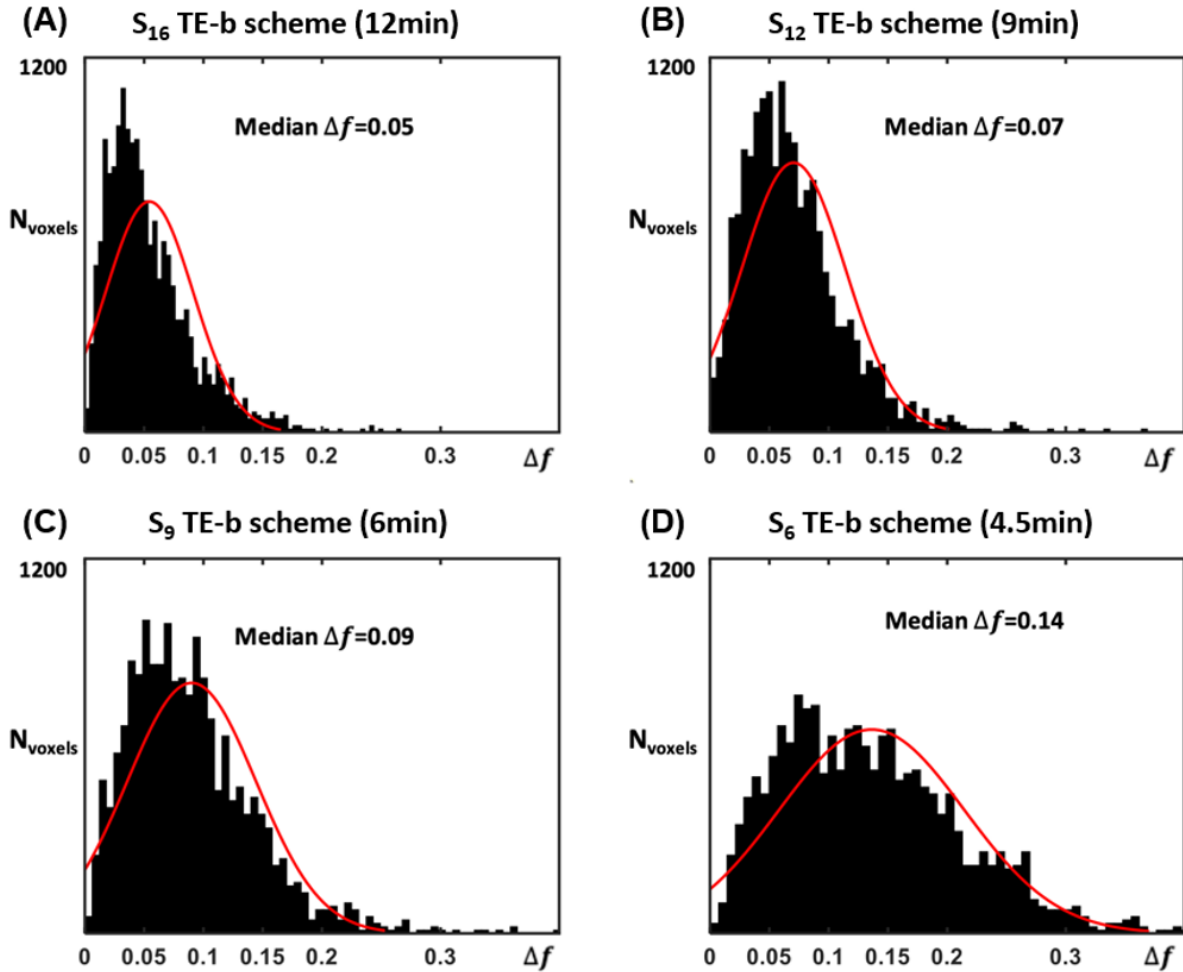 (A) S₁₆ TE-b scheme (12min)
1200
Median Δf=0.05
Nvoxels
0 0.05 0.1 0.15 0.2 0.3 Δf
(B) S₁₂ TE-b scheme (9min)
1200
Median Δf=0.07
Nvoxels
0 0.05 0.1 0.15 0.2 0.3 Δf
(C) S₉ TE-b scheme (6min)
1200
Median Δf=0.09
Nvoxels
0 0.05 0.1 0.15 0.2 0.3 Δf
(D) S₆ TE-b scheme (4.5min)
1200
Median Δf=0.14
Nvoxels
0 0.05 0.1 0.15 0.2 0.3 Δf